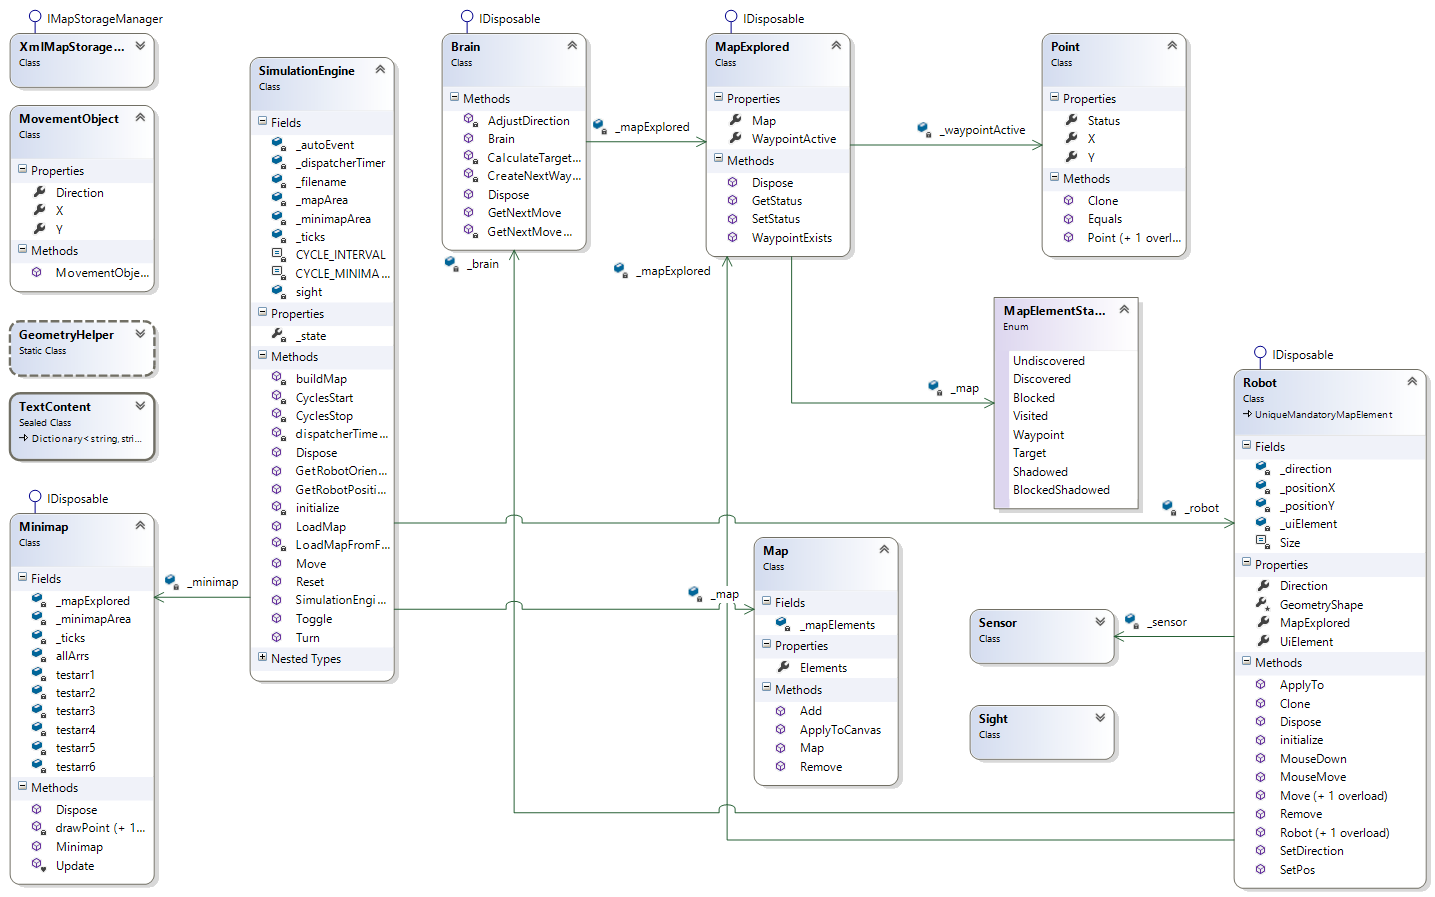 IMapStorageManager
XmlMapStorage...
Class
MovementObject
Class
Properties
Direction
X
Y
Methods
MovementObje...
GeometryHelper
Static Class
TextContent
Sealed Class
Dictionary<string, stri...
IDisposable
Minimap
Class
Fields
_mapExplored
_minimapArea
_ticks
allArrs
testarr1
testarr2
testarr3
testarr4
testarr5
testarr6
Methods
Dispose
drawPoint (+ 1...
Minimap
Update
_minimap
SimulationEngine
Class
Fields
_autoEvent
_dispatcherTimer
_filename
_mapArea
_minimapArea
_ticks
CYCLE_INTERVAL
CYCLE_MINIMA...
sight
Properties
_state
Methods
buildMap
CyclesStart
CyclesStop
dispatcherTime...
Dispose
GetRobotOrien...
GetRobotPositi...
initialize
LoadMap
LoadMapFromF...
Move
Reset
SimulationEngi...
Toggle
Turn
Nested Types
IDisposable
Brain
Class
Methods
AdjustDirection
Brain
CalculateTarget...
CreateNextWay...
Dispose
GetNextMove
GetNextMove...
_brain
_mapExplored
IDisposable
MapExplored
Class
Properties
Map
WaypointActive
Methods
Dispose
GetStatus
SetStatus
WaypointExists
_mapExplored
_waypointActive
Point
Class
Properties
Status
X
Y
Methods
Clone
Equals
Point (+ 1 overl...
_map
MapElementSta...
Enum
Undiscovered
Discovered
Blocked
Visited
Waypoint
Target
Shadowed
BlockedShadowed
_robot
_map
Map
Class
Fields
_mapElements
Properties
Elements
Methods
Add
ApplyToCanvas
Map
Remove
Sensor
Class
_sensor
Sight
Class
IDisposable
Robot
Class
UniqueMandatoryMapElement
Fields
_direction
_positionX
_positionY
_uiElement
Size
Properties
Direction
GeometryShape
MapExplored
UiElement
Methods
ApplyTo
Clone
Dispose
initialize
MouseDown
MouseMove
Move (+ 1 overload)
Remove
Robot (+ 1 overload)
SetDirection
SetPos